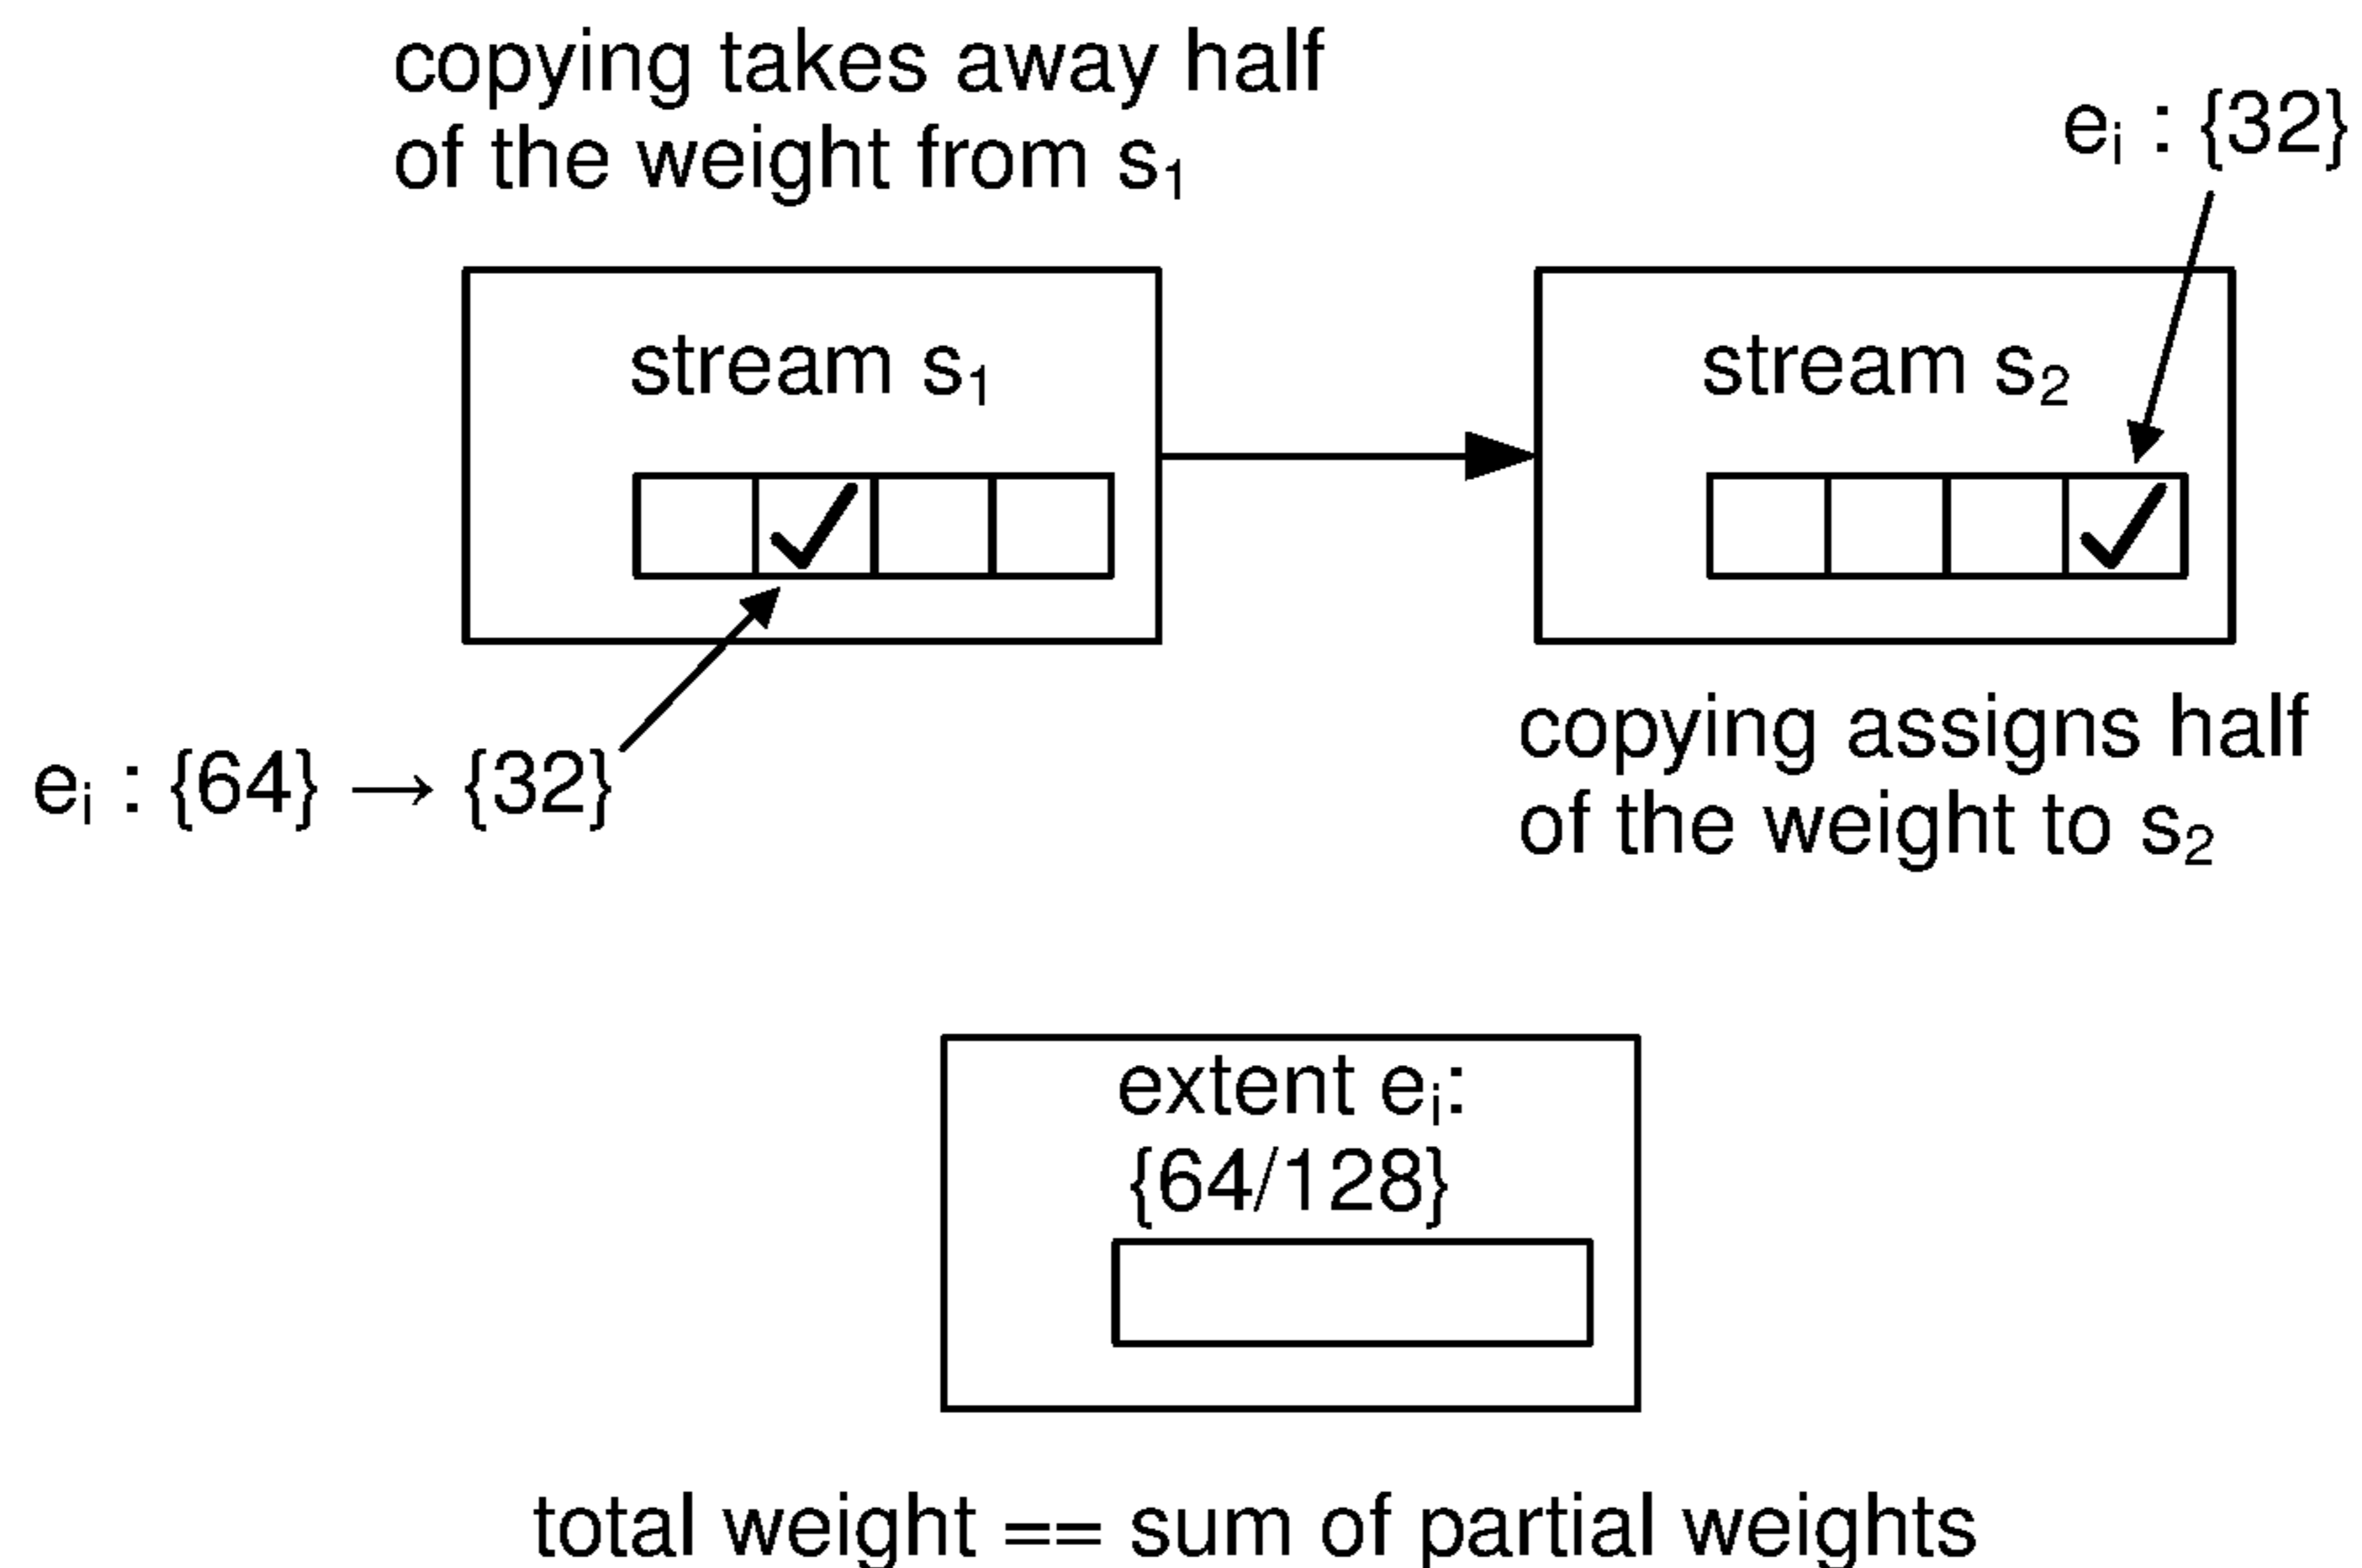 copying takes away half
of the weight from s₁
eᵢ : {32}
stream s₁
stream s₂
eᵢ : {64} → {32}
copying assigns half
of the weight to s₂
extent eᵢ:
{64/128}
total weight == sum of partial weights